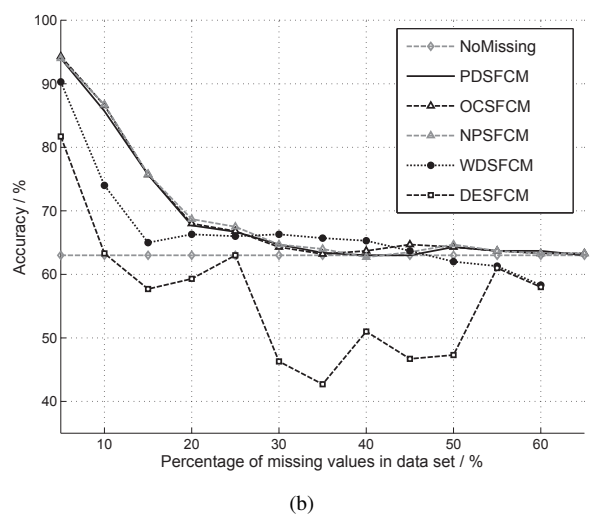 100
90
80
70
60
50
40
Accuracy / %
NoMissing
PDSFCM
OCSFCM
NPSFCM
WDSFCM
DESFCM
10 20 30 40 50 60
Percentage of missing values in data set / %
(b)